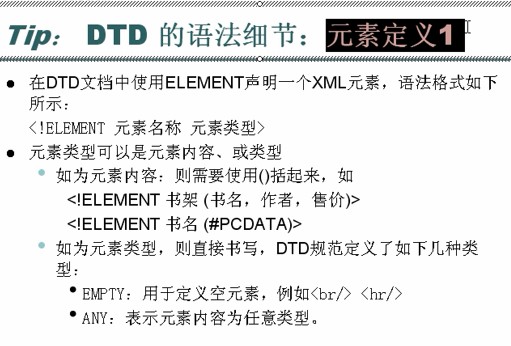 Tip: DTD 的语法细节：元素定义1
● 在DTD文档中使用ELEMENT声明一个XML元素，语法格式如下
所示：
<!ELEMENT 元素名称 元素类型>
● 元素类型可以是元素内容、或类型
• 如为元素内容：则需要使用()括起来，如
<!ELEMENT 书架 (书名，作者，售价)>
<!ELEMENT 书名 (#PCDATA)>
• 如为元素类型，则直接书写，DTD规范定义了如下几种类
型：
• EMPTY：用于定义空元素，例如<br/> <hr/>
• ANY：表示元素内容为任意类型。